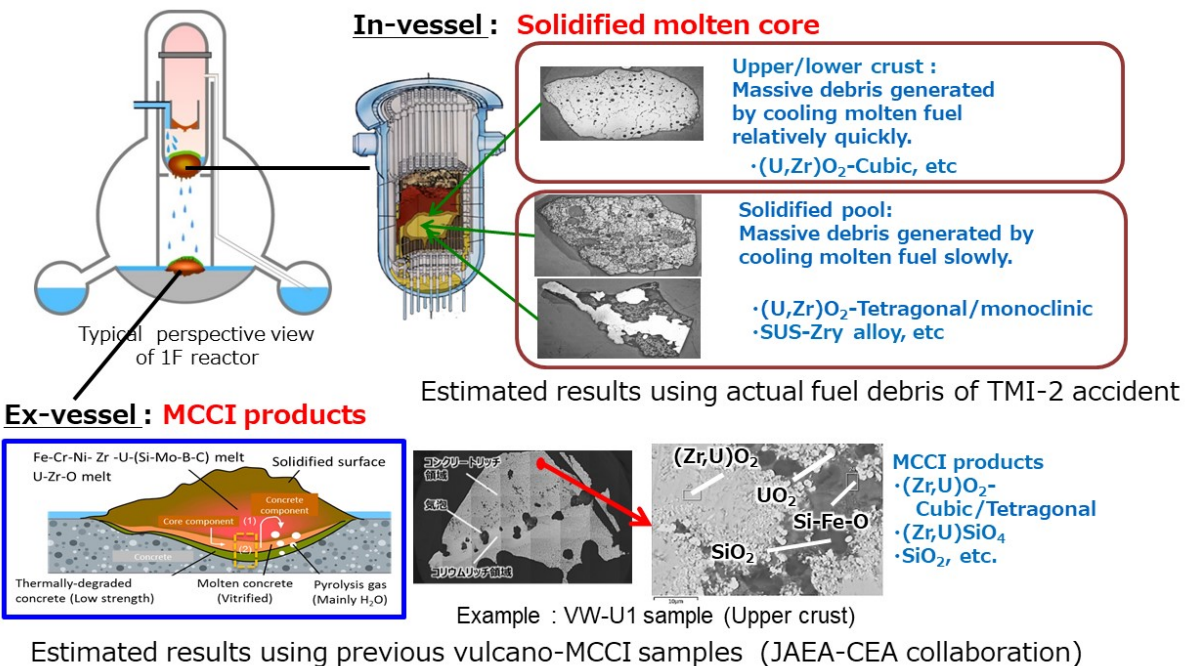 In-vessel : Solidified molten core
Upper/lower crust :
Massive debris generated
by cooling molten fuel
relatively quickly.
・(U,Zr)O₂-Cubic, etc
Solidified pool:
Massive debris generated by
cooling molten fuel slowly.
・(U,Zr)O₂-Tetragonal/monoclinic
・SUS-Zry alloy, etc
Typical perspective view
of 1F reactor
Estimated results using actual fuel debris of TMI-2 accident
Ex-vessel : MCCI products
Fe-Cr-Ni- Zr -U-(Si-Mo-B-C) melt
U-Zr-O melt
Solidified surface
Concrete
component
Core component
(1)
(2)
Concrete
Thermally-degraded
concrete (Low strength)
Molten concrete
(Vitrified)
Pyrolysis gas
(Mainly H₂O)
コンクリートリッチ
領域
気泡
コリウムリッチ領域
(Zr,U)O₂
UO₂
Si-Fe-O
SiO₂
10μm
MCCI products
・(Zr,U)O₂-
Cubic/Tetragonal
・(Zr,U)SiO₄
・SiO₂, etc.
Example : VW-U1 sample (Upper crust)
Estimated results using previous vulcano-MCCI samples (JAEA-CEA collaboration)